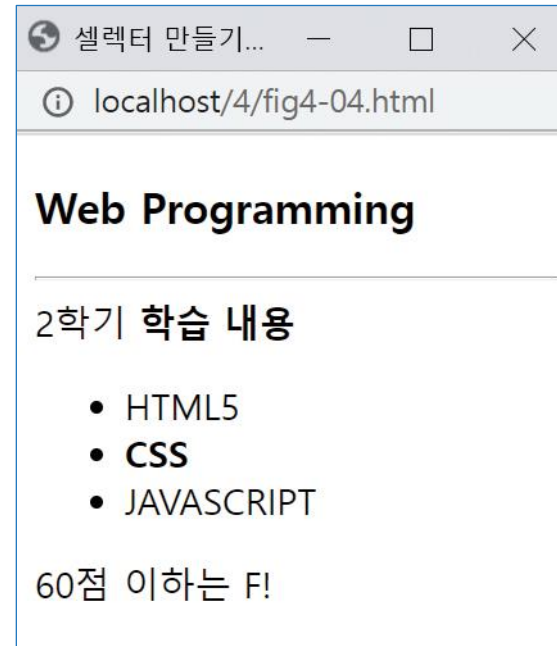 셀렉터 만들기...
localhost/4/fig4-04.html
Web Programming
2학기 학습 내용
HTML5
CSS
JAVASCRIPT
60점 이하는 F!